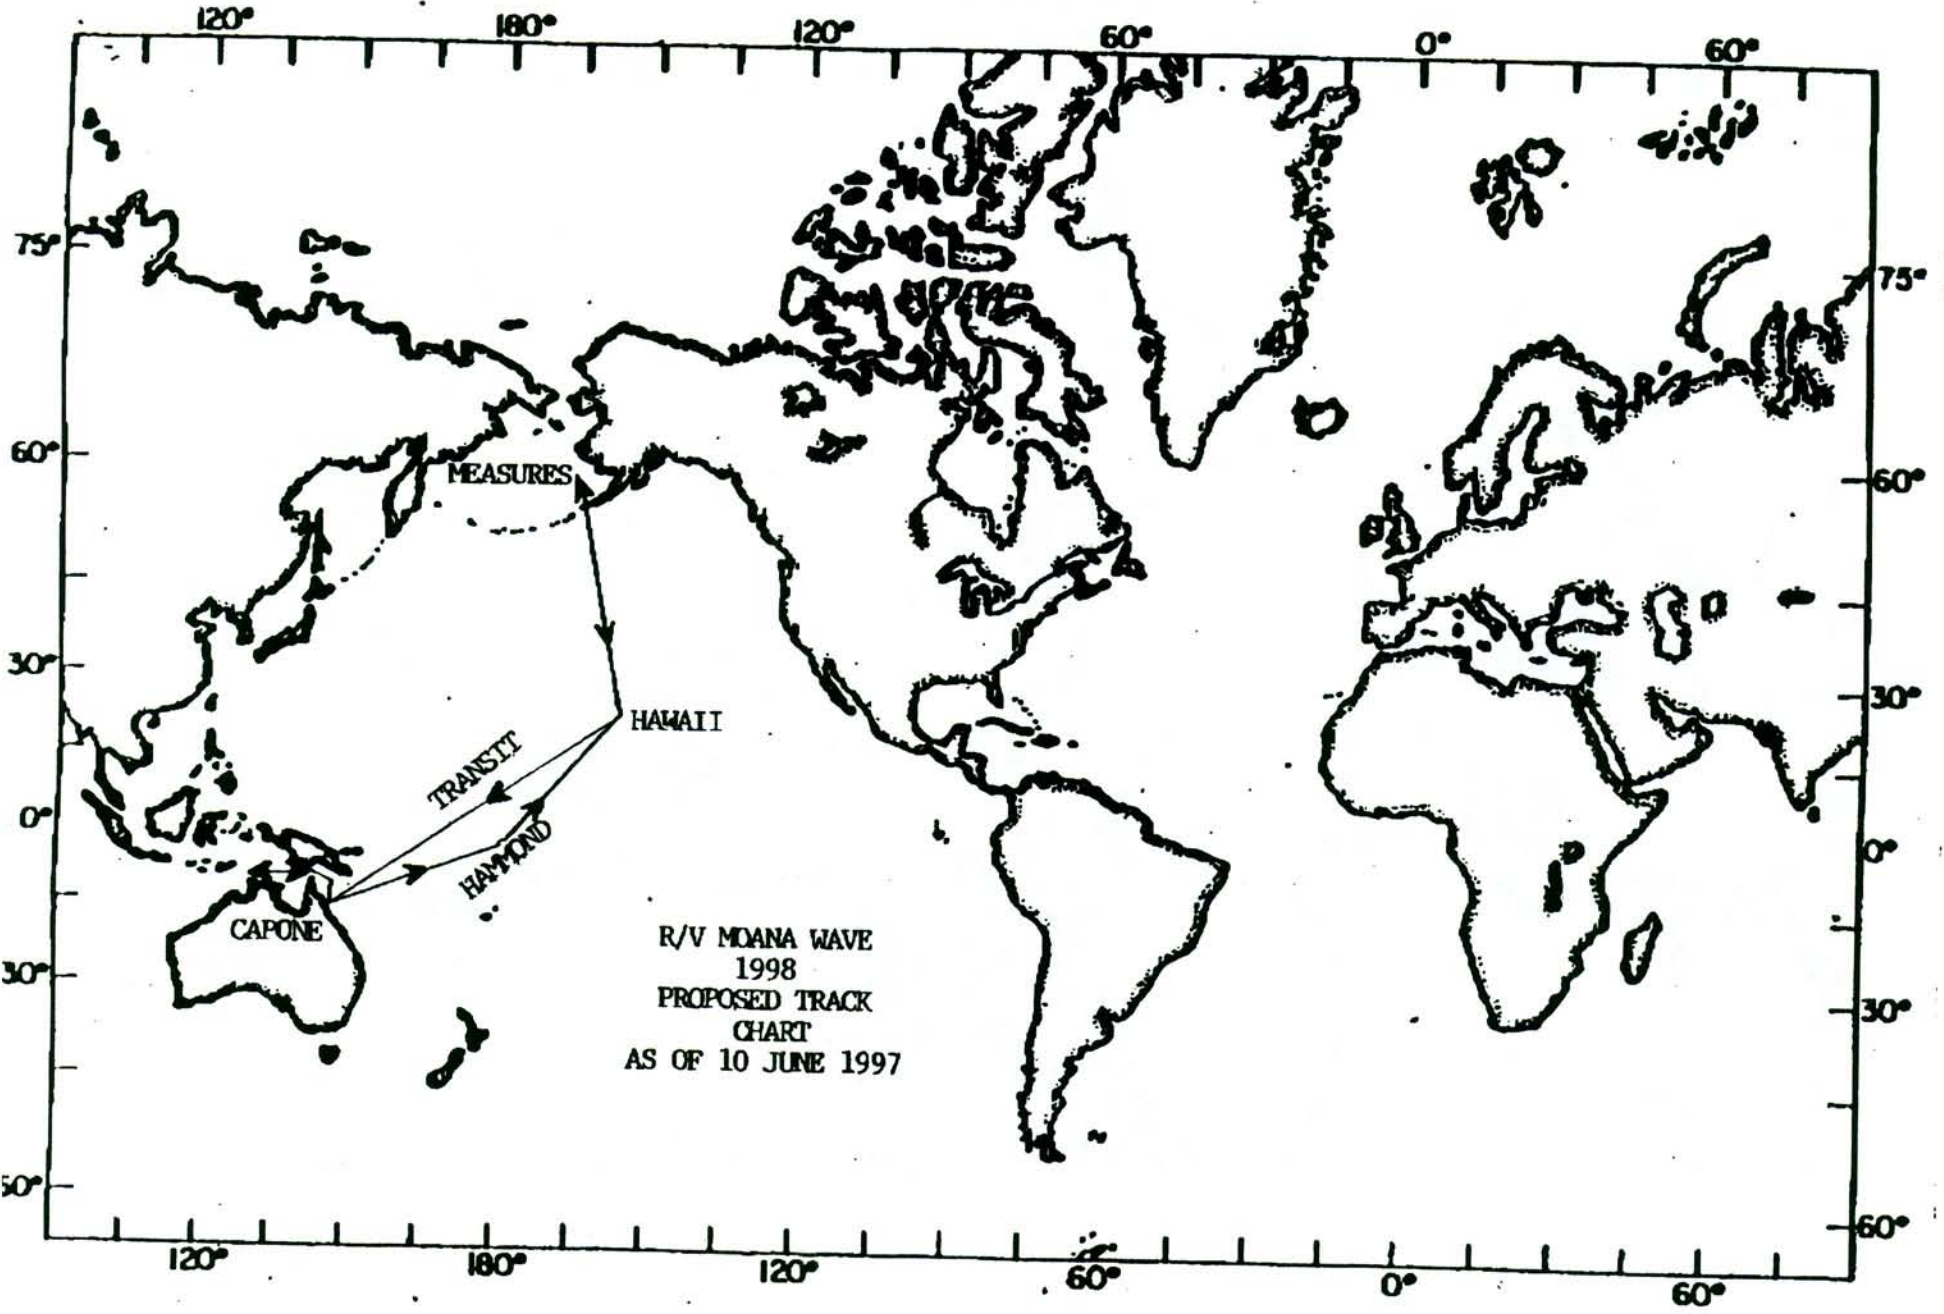 120° 180° 120° 60° 0° 60°
75° 75°
60° MEASURES 60°
30° 30°
HAWAII
TRANSIT
0° 0°
HAMMOND
CAPONE
R/V MOANA WAVE
1998
30° PROPOSED TRACK 30°
CHART
AS OF 10 JUNE 1997
60°
120° 180° 120° 60° 0° 60°